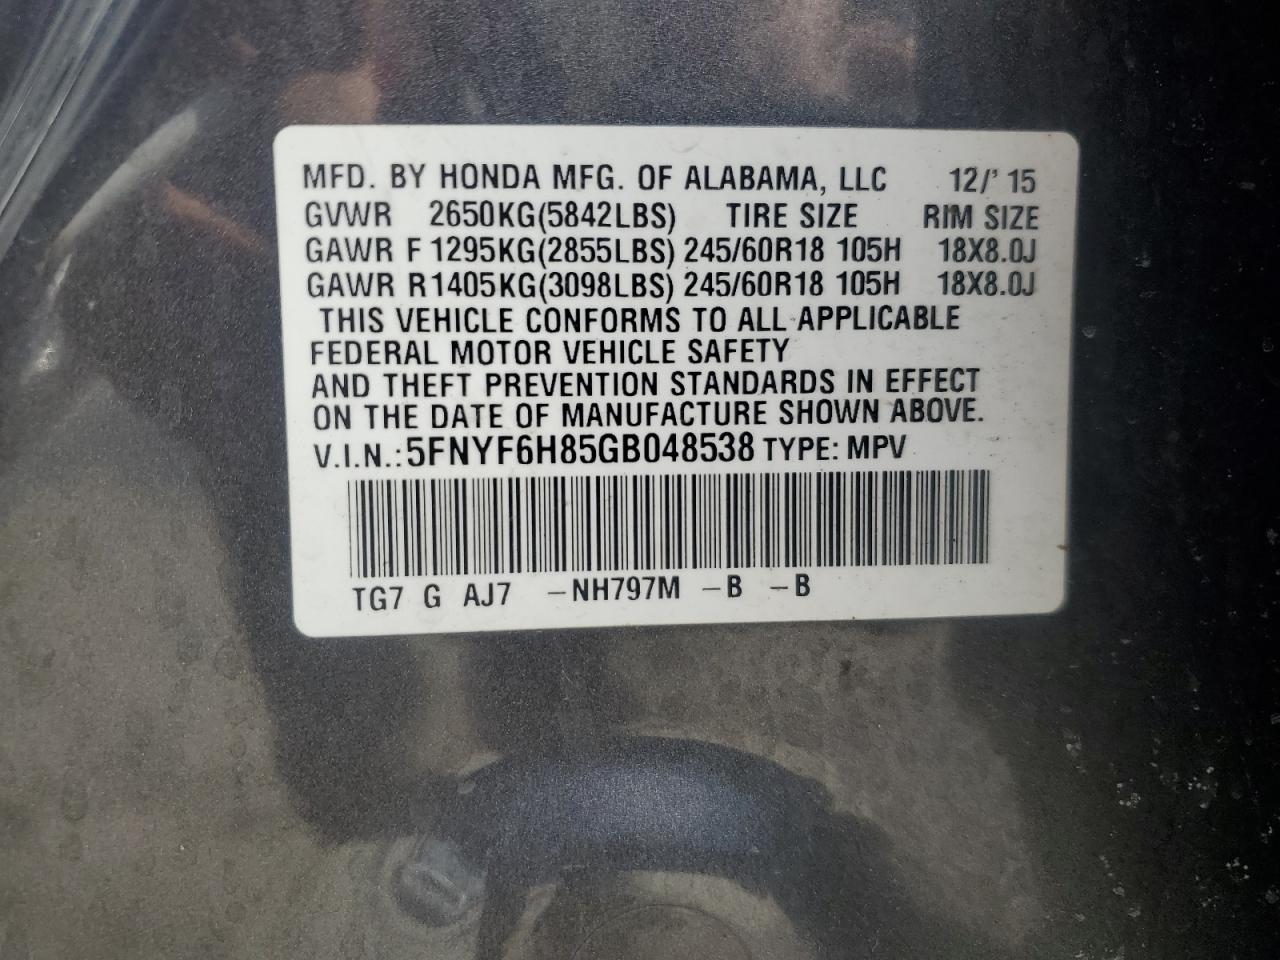 MFD. BY HONDA MFG. OF ALABAMA, LLC 12/' 15
GVWR 2650KG(5842LBS) TIRE SIZE RIM SIZE
GAWR F 1295KG(2855LBS) 245/60R18 105H 18X8.0J
GAWR R1405KG(3098LBS) 245/60R18 105H 18X8.0J
THIS VEHICLE CONFORMS TO ALL APPLICABLE
FEDERAL MOTOR VEHICLE SAFETY
AND THEFT PREVENTION STANDARDS IN EFFECT
ON THE DATE OF MANUFACTURE SHOWN ABOVE.
V.I.N.: 5FNYF6H85GB048538 TYPE: MPV
TG7 G AJ7 -NH797M -B -B